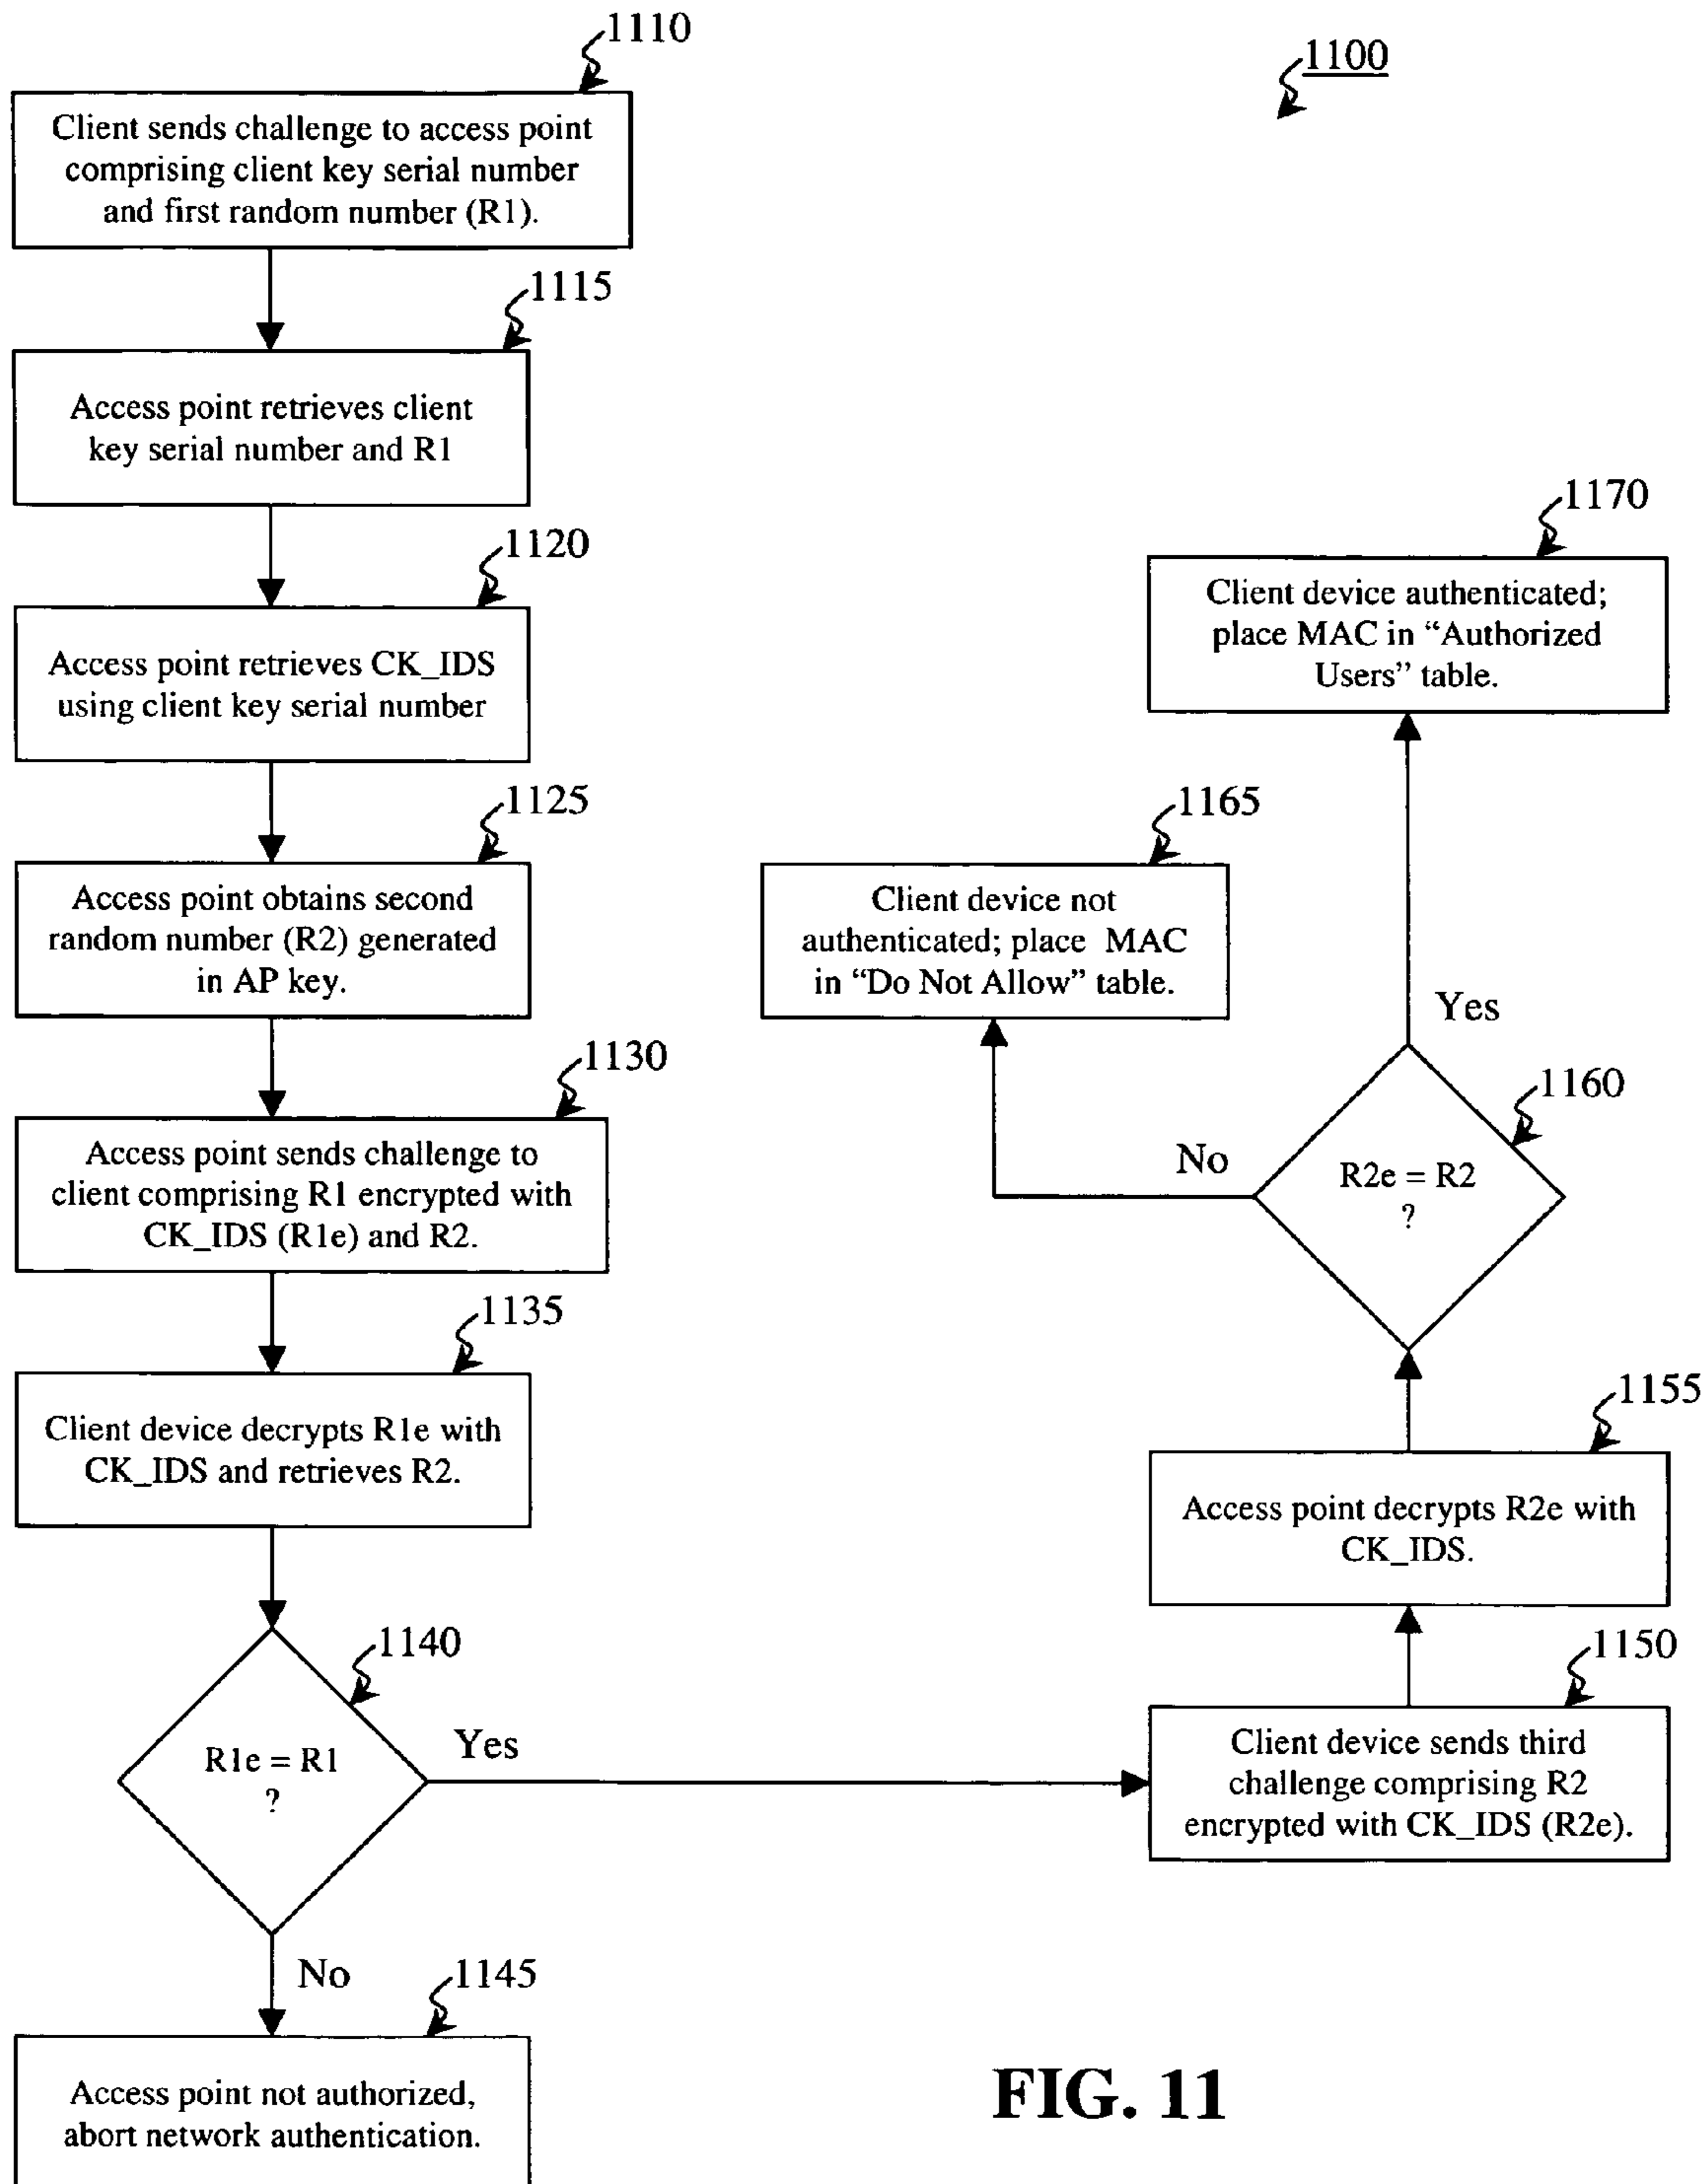 1110
1100
Client sends challenge to access point
comprising client key serial number
and first random number (R1).
1115
Access point retrieves client
key serial number and R1
1120
Access point retrieves CK_IDS
using client key serial number
1125
Access point obtains second
random number (R2) generated
in AP key.
1130
Access point sends challenge to
client comprising R1 encrypted with
CK_IDS (R1e) and R2.
1135
Client device decrypts R1e with
CK_IDS and retrieves R2.
1140
R1e = R1
?
Yes
No
1145
Access point not authorized,
abort network authentication.
1150
Client device sends third
challenge comprising R2
encrypted with CK_IDS (R2e).
1155
Access point decrypts R2e with
CK_IDS.
1160
R2e = R2
?
No
Yes
1165
Client device not
authenticated; place MAC
in “Do Not Allow” table.
1170
Client device authenticated;
place MAC in “Authorized
Users” table.
FIG. 11